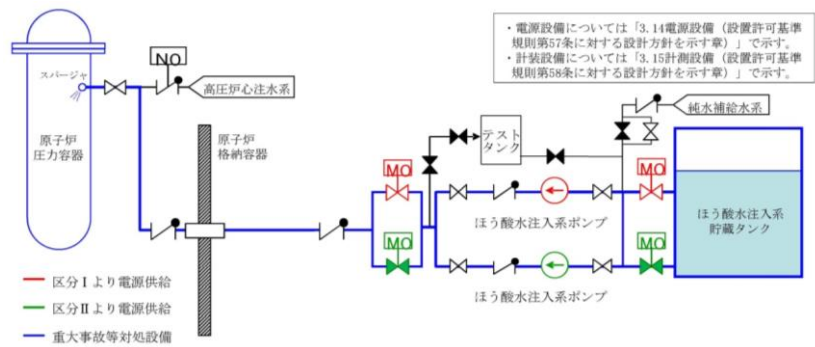 ・電源設備については「3.14電源設備（設置許可基準
規則第57条に対する設計方針を示す章）」で示す。
・計装設備については「3.15計測設備（設置許可基準
規則第58条に対する設計方針を示す章）」で示す。
NO
スパージャ
高圧炉心注水系
純水補給水系
原子炉
圧力容器
原子炉
格納容器
テスト
タンク
MO
MO
ほう酸水注入系ポンプ
ほう酸水注入系
貯蔵タンク
MO
MO
ほう酸水注入系ポンプ
区分Ⅰより電源供給
区分Ⅱより電源供給
重大事故等対処設備